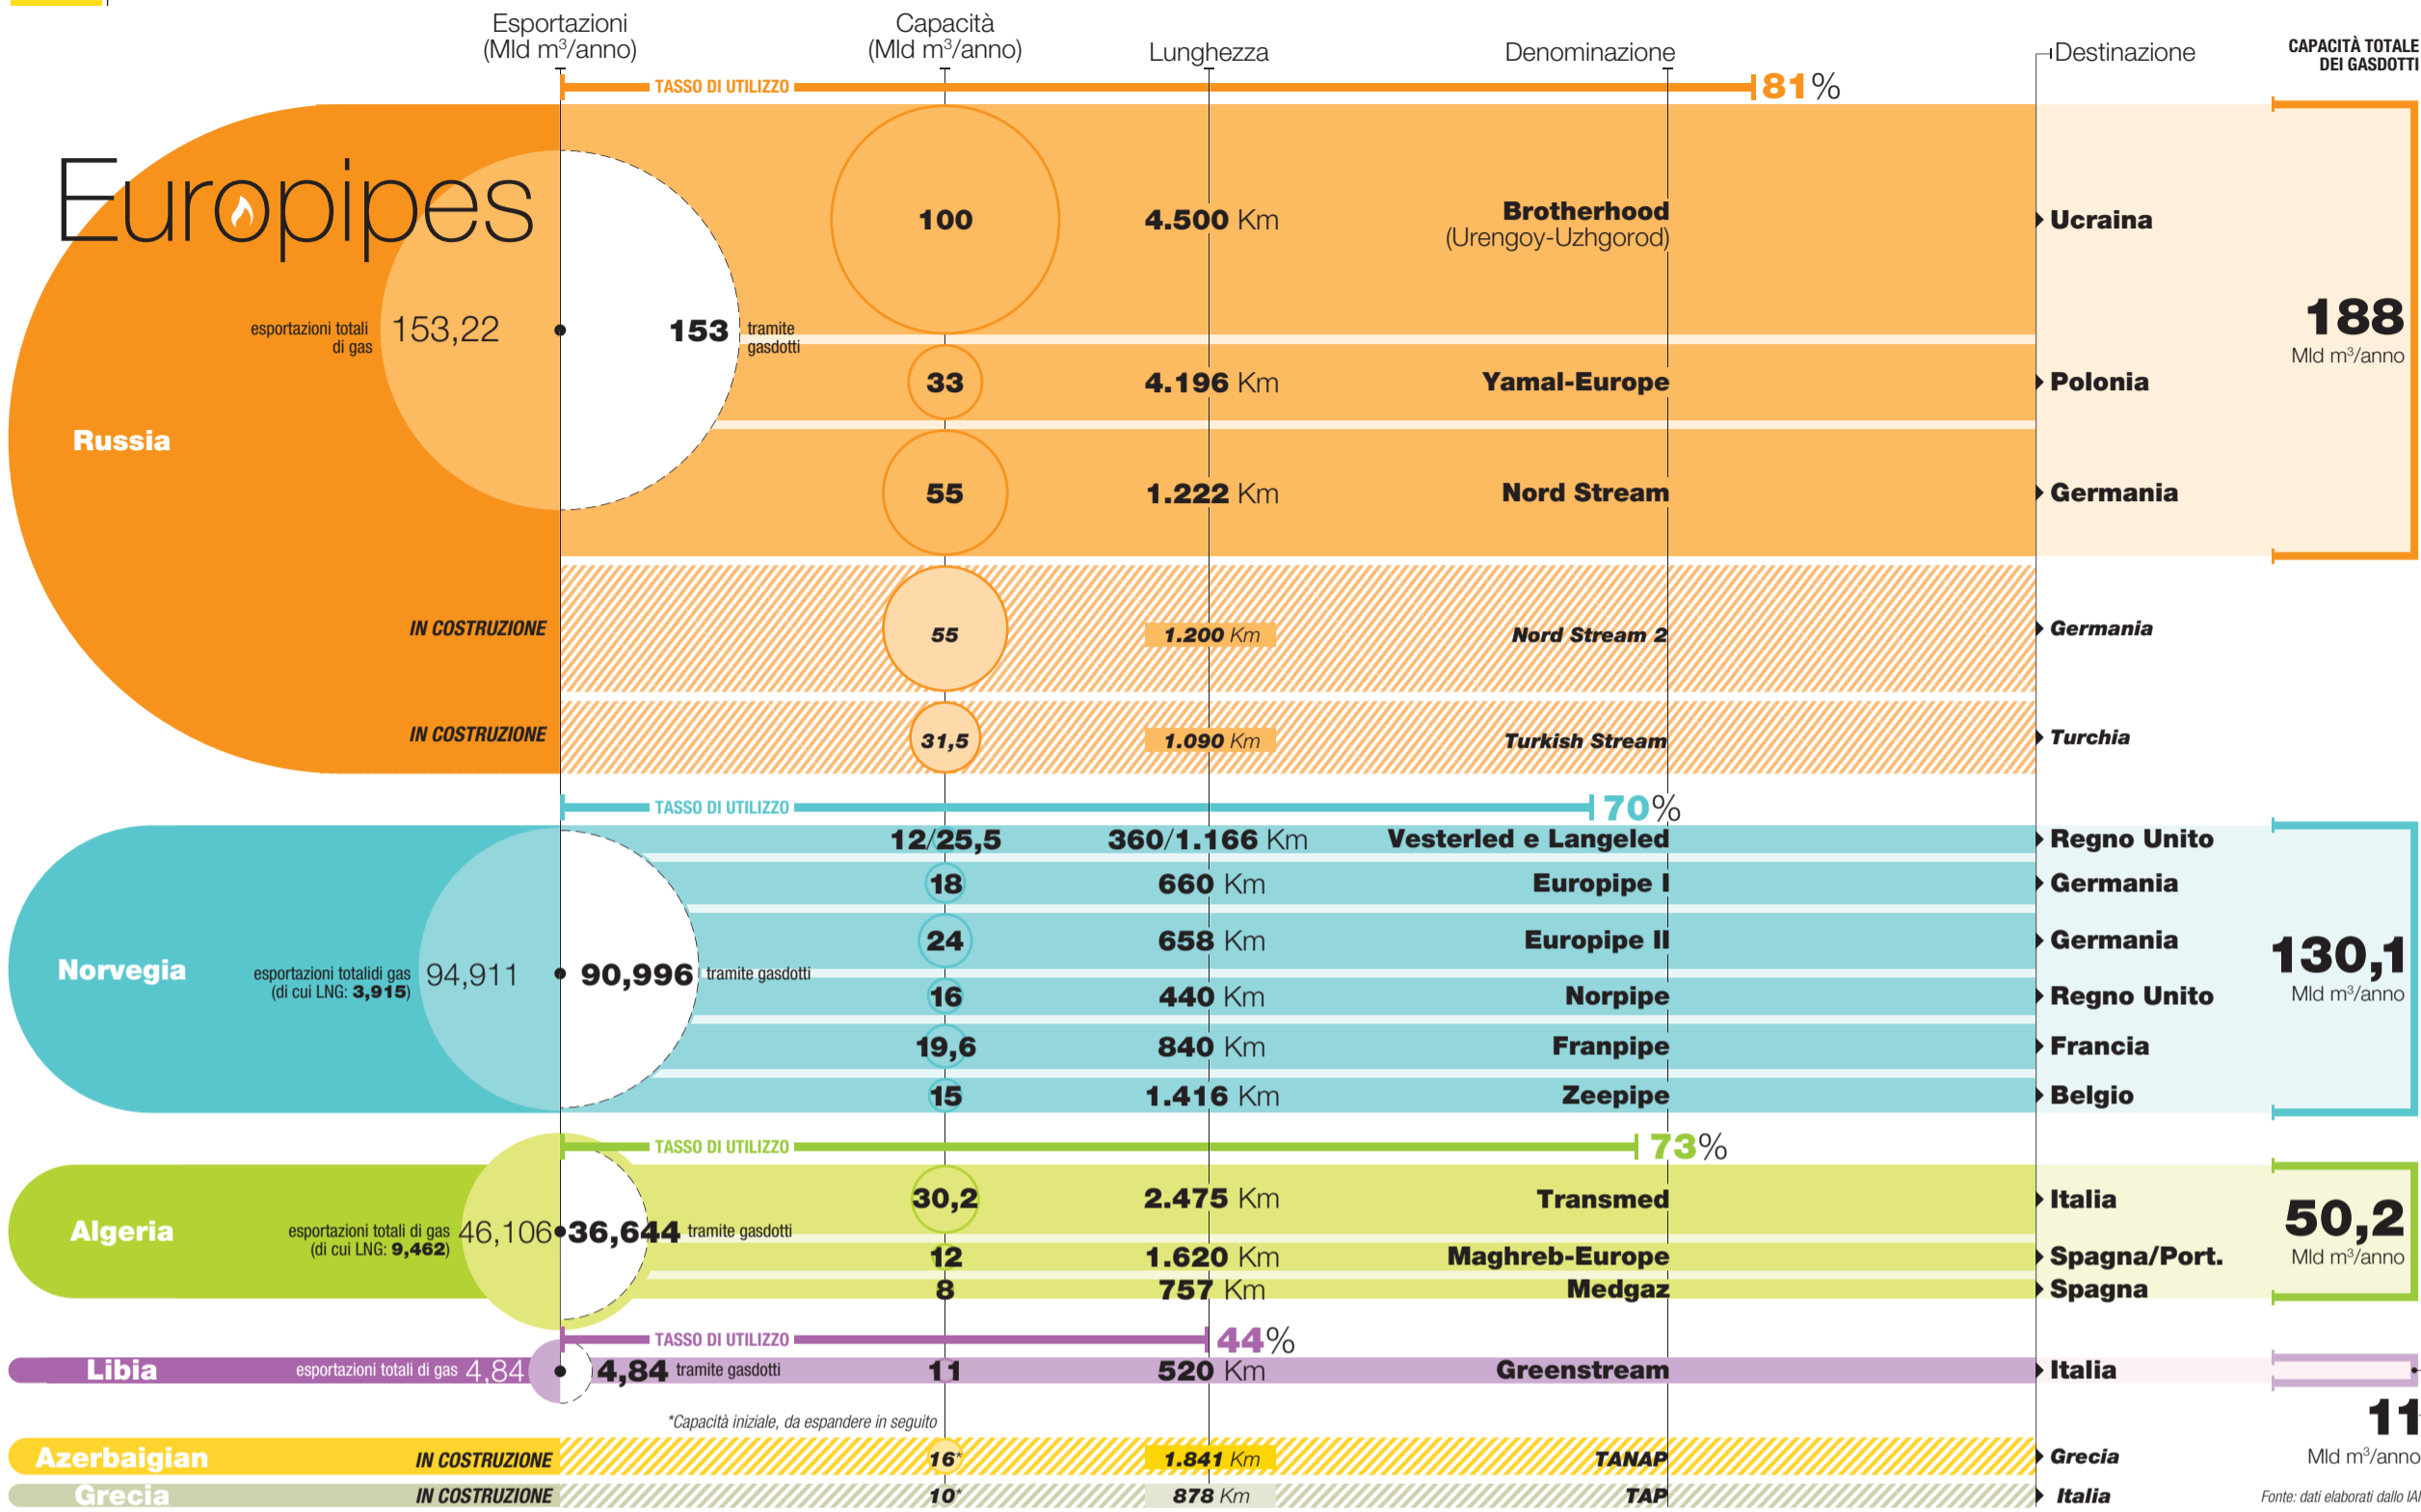 Esportazioni
(Mld m³/anno)
Capacità
(Mld m³/anno)
Lunghezza
Denominazione
Destinazione
CAPACITÀ TOTALE
DEI GASDOTTI
TASSO DI UTILIZZO 81%
Europipes
100 4.500 Km Brotherhood
(Urengoy-Uzhgorod)
Ucraina
esportazioni totali
di gas
153,22
153 tramite
gasdotti
188
Mld m³/anno
33 4.196 Km Yamal-Europe Polonia
Russia
55 1.222 Km Nord Stream Germania
IN COSTRUZIONE 55 1.200 Km Nord Stream 2 Germania
IN COSTRUZIONE 31,5 1.090 Km Turkish Stream Turchia
TASSO DI UTILIZZO 70%
12/25,5 360/1.166 Km Vesterled e Langeled Regno Unito
18 660 Km Europipe I Germania
24 658 Km Europipe II Germania
Norvegia
esportazioni totalidi gas
(di cui LNG: 3,915)
94,911
90,996 tramite gasdotti
130,1
Mld m³/anno
16 440 Km Norpipe Regno Unito
19,6 840 Km Franpipe Francia
15 1.416 Km Zeepipe Belgio
TASSO DI UTILIZZO 73%
30,2 2.475 Km Transmed Italia
Algeria
esportazioni totali di gas
(di cui LNG: 9,462)
46,106
36,644 tramite gasdotti
50,2
Mld m³/anno
12 1.620 Km Maghreb-Europe Spagna/Port.
8 757 Km Medgaz Spagna
TASSO DI UTILIZZO 44%
Libia esportazioni totali di gas 4,84 4,84 tramite gasdotti 11 520 Km Greenstream Italia
11
Mld m³/anno
*Capacità iniziale, da espandere in seguito
Azerbaigian IN COSTRUZIONE 16* 1.841 Km TANAP Grecia
Grecia IN COSTRUZIONE 10* 878 Km TAP Italia
Fonte: dati elaborati dallo IAI